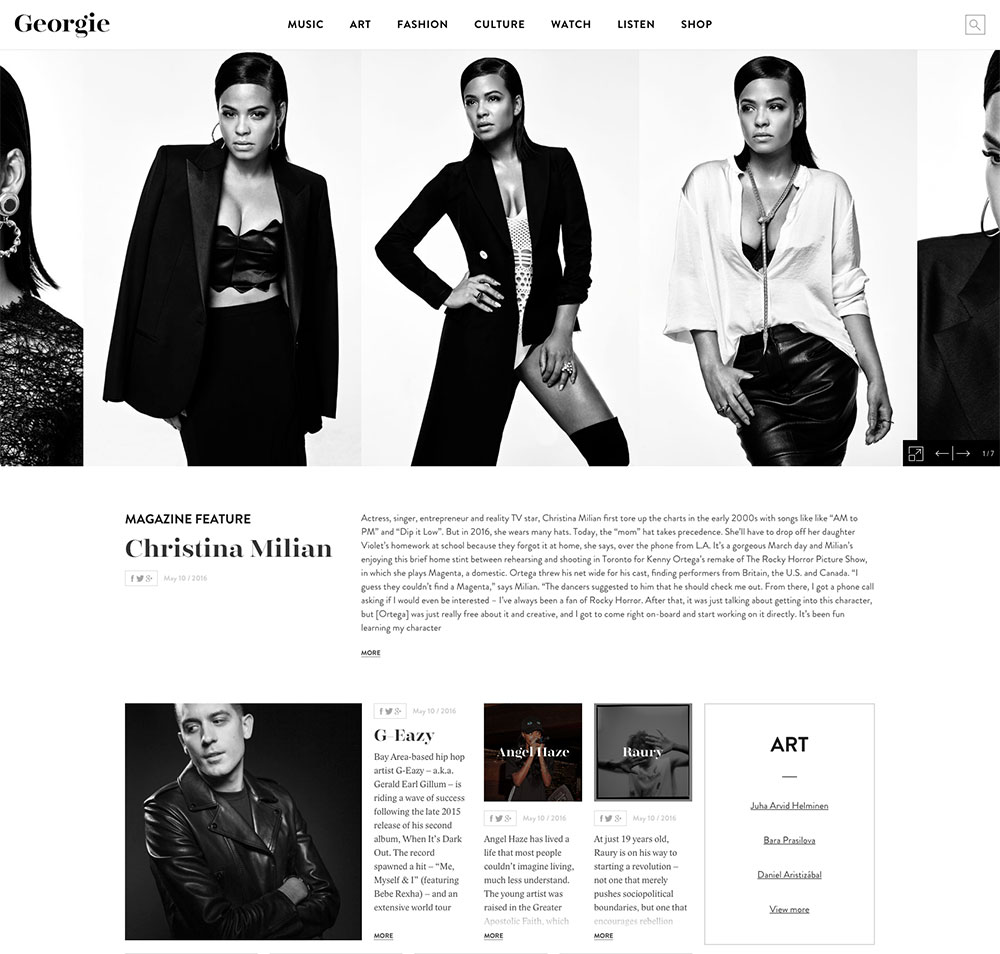 Georgie
MUSIC ART FASHION CULTURE WATCH LISTEN SHOP
1/7
MAGAZINE FEATURE
Christina Milian
May 10 / 2016
Actress, singer, entrepreneur and reality TV star, Christina Milian first tore up the charts in the early 2000s with songs like like “AM to
PM” and “Dip it Low”. But in 2016, she wears many hats. Today, the “mom” hat takes precedence. She’ll have to drop off her daughter
Violet’s homework at school because they forgot it at home, she says, over the phone from L.A. It’s a gorgeous March day and Milian’s
enjoying this brief home stint between rehearsing and shooting in Toronto for Kenny Ortega’s remake of The Rocky Horror Picture Show,
in which she plays Magenta, a domestic. Ortega threw his net wide for his cast, finding performers from Britain, the U.S. and Canada. “I
guess they couldn’t find a Magenta,” says Milian. “The dancers suggested to him that he should check me out. From there, I got a phone call
asking if I would even be interested – I’ve always been a fan of Rocky Horror. After that, it was just talking about getting into this character,
but [Ortega] was just really free about it and creative, and I got to come right on-board and start working on it directly. It’s been fun
learning my character
MORE
May 10 / 2016
G-Eazy
Bay Area-based hip hop
artist G-Eazy – a.k.a.
Gerald Earl Gillum – is
riding a wave of success
following the late 2015
release of his second
album, When It’s Dark
Out. The record
spawned a hit – “Me,
Myself & I” (featuring
Bebe Rexha) – and an
extensive world tour
MORE
Angel Haze
May 10 / 2016
Angel Haze has lived a
life that most people
couldn’t imagine living,
much less understand.
The young artist was
raised in the Greater
Apostolic Faith, which
MORE
Raury
May 10 / 2016
At just 19 years old,
Raury is on his way to
starting a revolution –
not one that merely
pushes sociopolitical
boundaries, but one that
encourages rebellion
MORE
ART
Juha Arvid Helminen
Bara Prasilova
Daniel Aristizábal
View more